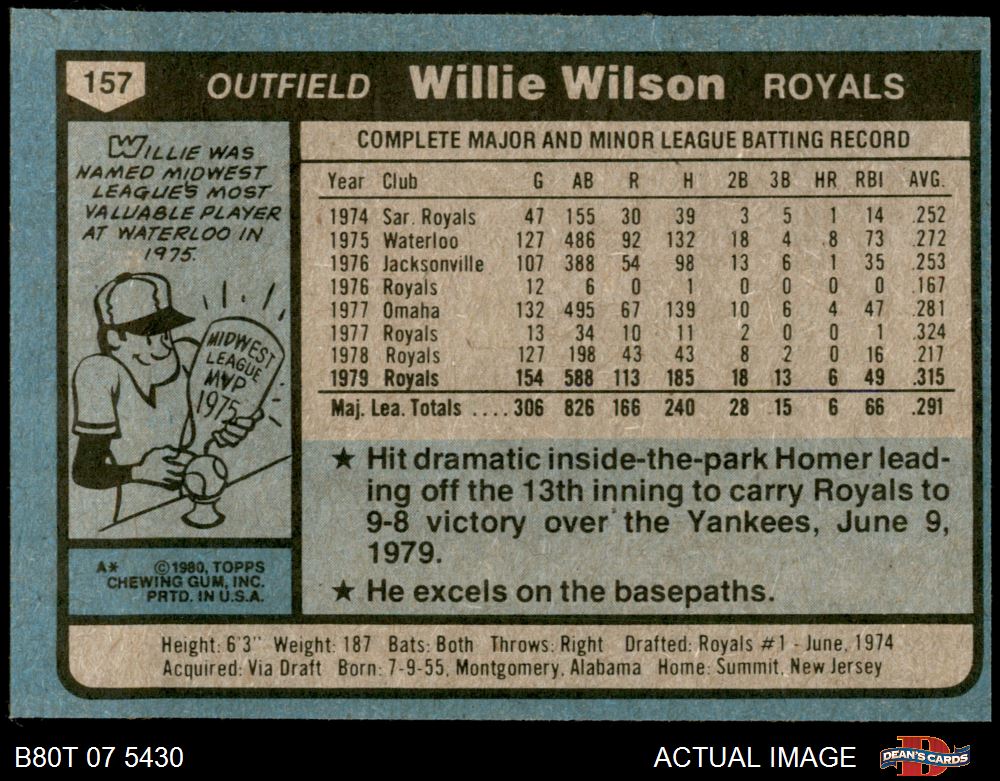 157 OUTFIELD Willie Wilson ROYALS
WILLIE WAS
NAMED MIDWEST
LEAGUE'S MOST
VALUABLE PLAYER
AT WATERLOO IN
1975.
MIDWEST
LEAGUE
MVP
1975
A* ©1980, TOPPS
CHEWING GUM, INC.
PRTD. IN U.S.A.
COMPLETE MAJOR AND MINOR LEAGUE BATTING RECORD
Year Club G AB R H 2B 3B HR RBI AVG.
1974 Sar. Royals 47 155 30 39 3 5 1 14 .252
1975 Waterloo 127 486 92 132 18 4 8 73 .272
1976 Jacksonville 107 388 54 98 13 6 1 35 .253
1976 Royals 12 6 0 1 0 0 0 0 .167
1977 Omaha 132 495 67 139 10 6 4 47 .281
1977 Royals 13 34 10 11 2 0 0 1 .324
1978 Royals 127 198 43 43 8 2 0 16 .217
1979 Royals 154 588 113 185 18 13 6 49 .315
Maj. Lea. Totals ....306 826 166 240 28 15 6 66 .291
★ Hit dramatic inside-the-park Homer lead-
ing off the 13th inning to carry Royals to
9-8 victory over the Yankees, June 9,
1979.
★ He excels on the basepaths.
Height: 6'3" Weight: 187 Bats: Both Throws: Right Drafted: Royals #1 - June, 1974
Acquired: Via Draft Born: 7-9-55, Montgomery, Alabama Home: Summit, New Jersey
B80T 07 5430 ACTUAL IMAGE DEAN'S CARDS